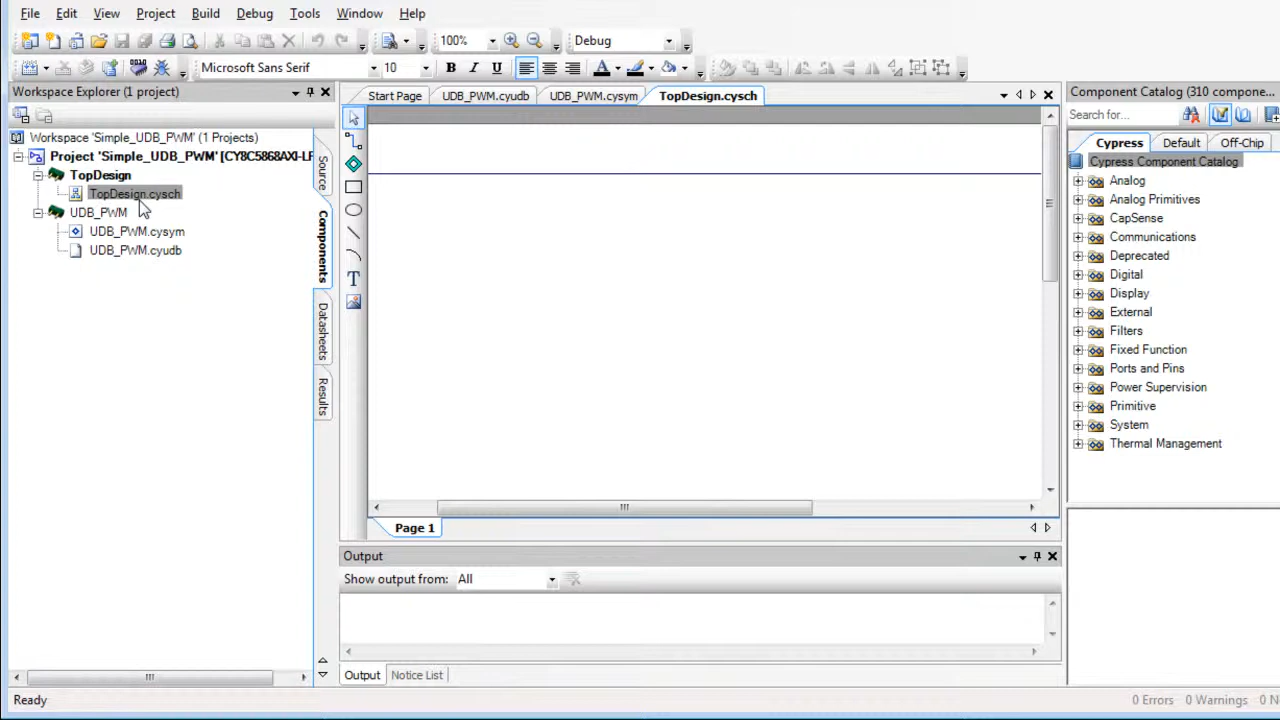 File Edit View Project Build Debug Tools Window Help
100% Debug
Microsoft Sans Serif 10 B I U A
Workspace Explorer (1 project)
Workspace 'Simple_UDB_PWM' (1 Projects)
Project 'Simple_UDB_PWM' [CY8C5868AXI-LF
TopDesign
TopDesign.cysch
UDB_PWM
UDB_PWM.cysym
UDB_PWM.cyudb
Source
Components
Datasheets
Results
Start Page UDB_PWM.cyudb UDB_PWM.cysym TopDesign.cysch
T
Page 1
Output
Show output from: All
Output Notice List
Component Catalog (310 compone...
Search for...
Cypress Default Off-Chip
Cypress Component Catalog
Analog
Analog Primitives
CapSense
Communications
Deprecated
Digital
Display
External
Filters
Fixed Function
Ports and Pins
Power Supervision
Primitive
System
Thermal Management
Ready 0 Errors 0 Warnings 0 N